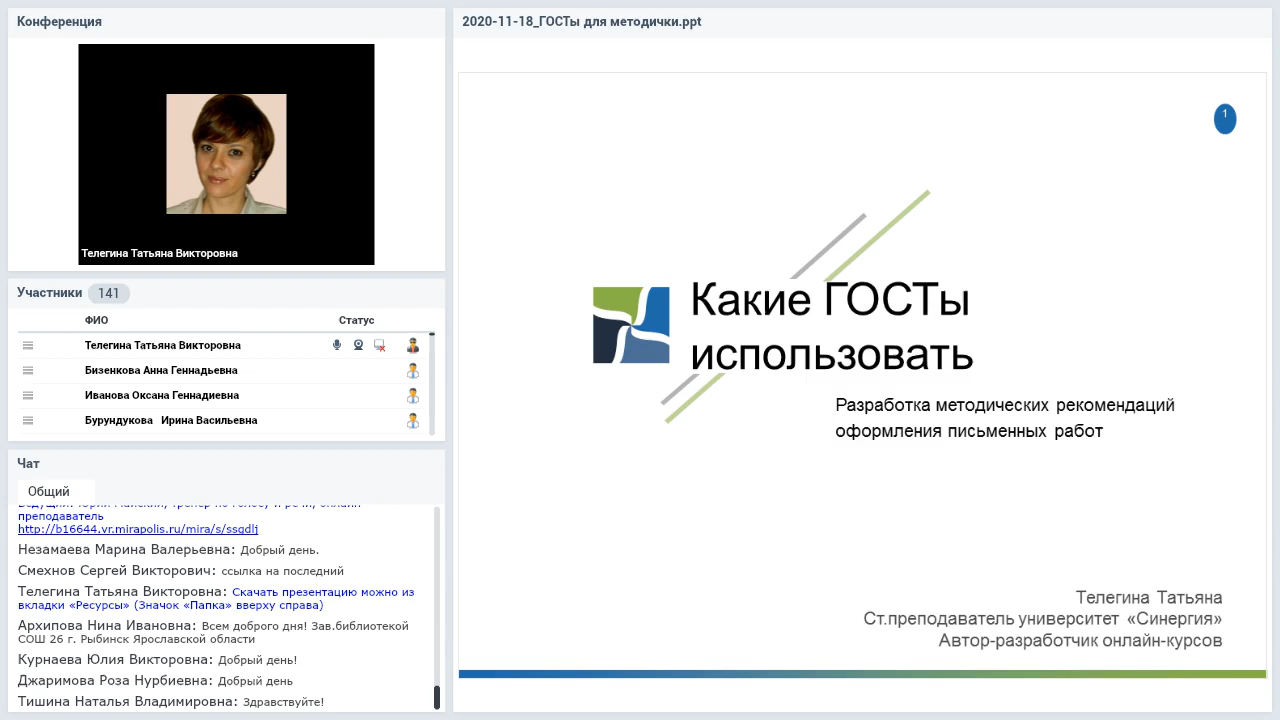 Конференция
Телегина Татьяна Викторовна
Участники 141
ФИО Статус
Телегина Татьяна Викторовна
Бизенкова Анна Геннадьевна
Иванова Оксана Геннадиевна
Бурундукова Ирина Васильевна
Чат
Общий
преподаватель
http://b16644.vr.mirapolis.ru/mira/s/ssgdlj
Незамаева Марина Валерьевна: Добрый день.
Смехнов Сергей Викторович: ссылка на последний
Телегина Татьяна Викторовна: Скачать презентацию можно из
вкладки «Ресурсы» (Значок «Папка» вверху справа)
Архипова Нина Ивановна: Всем доброго дня! Зав.библиотекой
СОШ 26 г. Рыбинск Ярославской области
Курнаева Юлия Викторовна: Добрый день!
Джаримова Роза Нурбиевна: Добрый день
Тишина Наталья Владимировна: Здравствуйте!
2020-11-18_ГОСТы для методички.ppt
1
Какие ГОСТы
использовать
Разработка методических рекомендаций
оформления письменных работ
Телегина Татьяна
Ст.преподаватель университет «Синергия»
Автор-разработчик онлайн-курсов